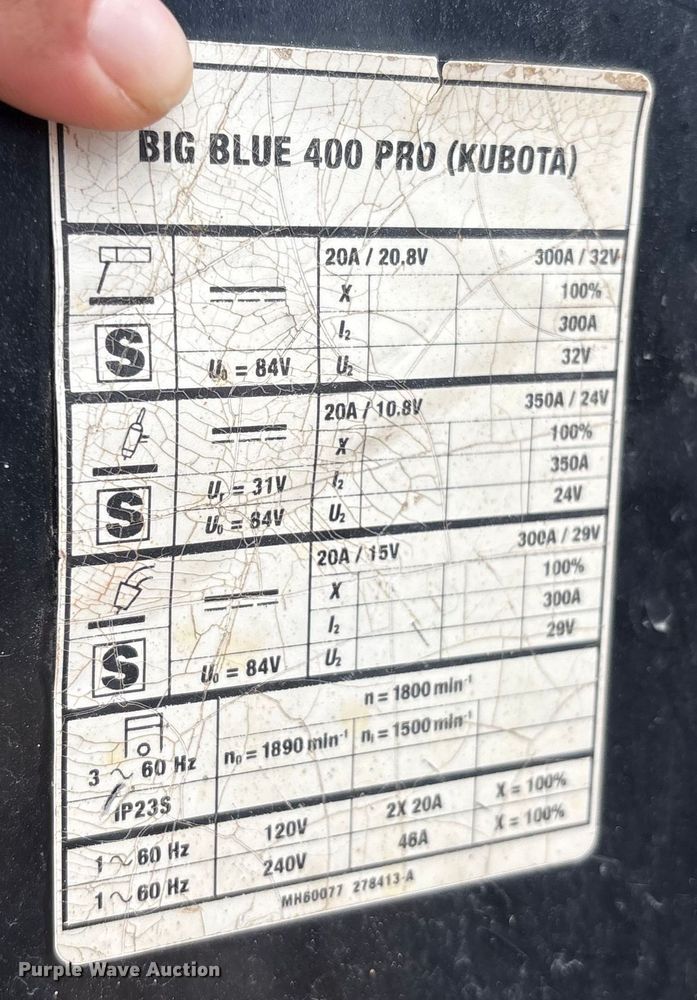 BIG BLUE 400 PRO (KUBOTA)
20A / 20.8V 300A / 32V
X 100%
I2 300A
S U0 = 84V U2 32V
20A / 10.8V 350A / 24V
X 100%
Ur = 31V I2 350A
S U0 = 84V U2 24V
20A / 15V 300A / 29V
X 100%
I2 300A
S U0 = 84V U2 29V
n = 1800 min-1
3 ~ 60 Hz n0 = 1890 min-1 ni = 1500 min-1
IP23S
1 ~ 60 Hz 120V 2X 20A X = 100%
1 ~ 60 Hz 240V 46A X = 100%
MH60077 278413-A
Purple Wave Auction